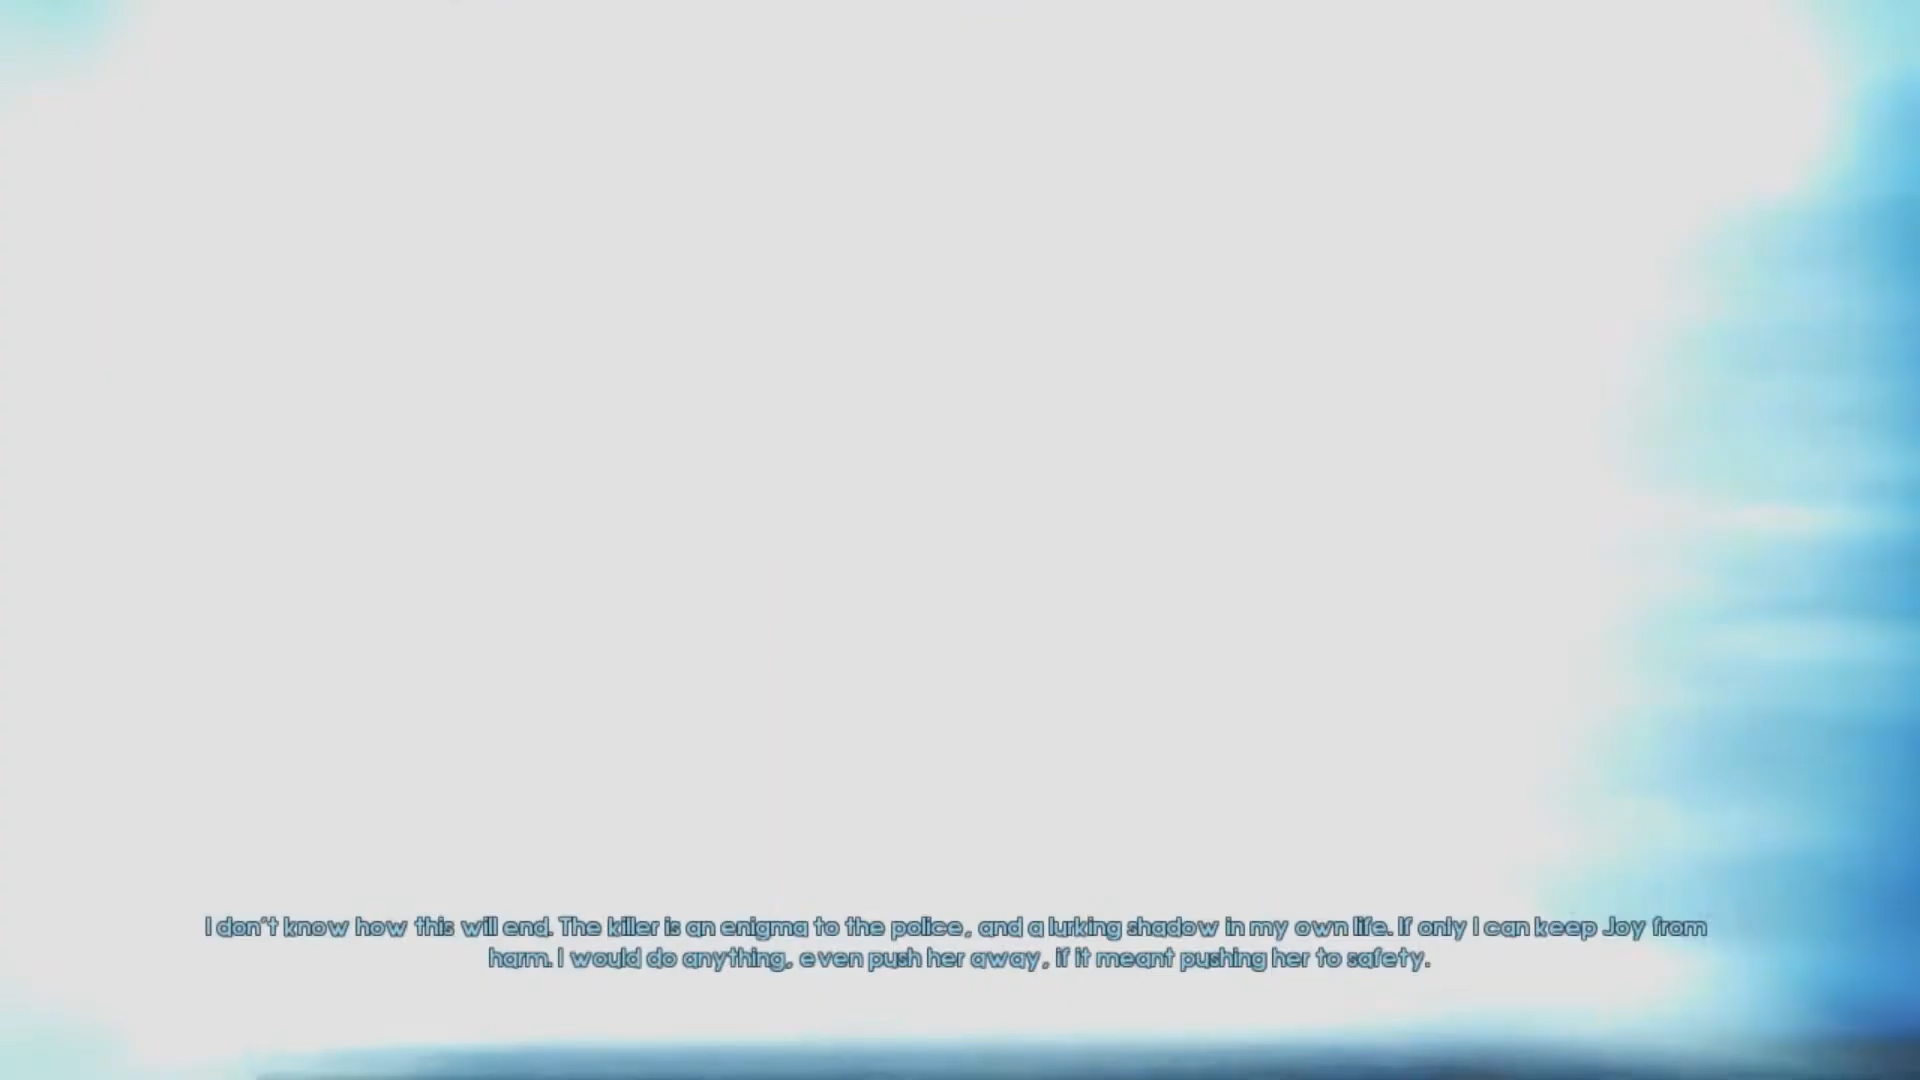 I don't know how this will end. The killer is an enigma to the police, and a lurking shadow in my own life. If only I can keep Joy from
harm. I would do anything, even push her away, if it meant pushing her to safety.